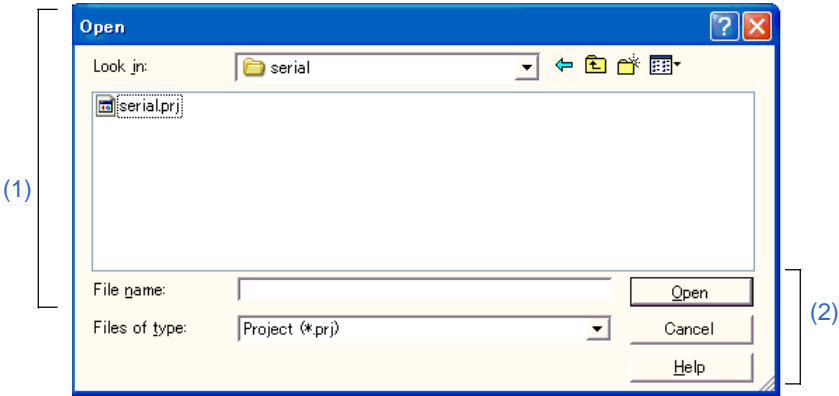 Open
Look in: serial
serial.prj
(1)
File name: Open
(2)
Files of type: Project (*.prj) Cancel
Help